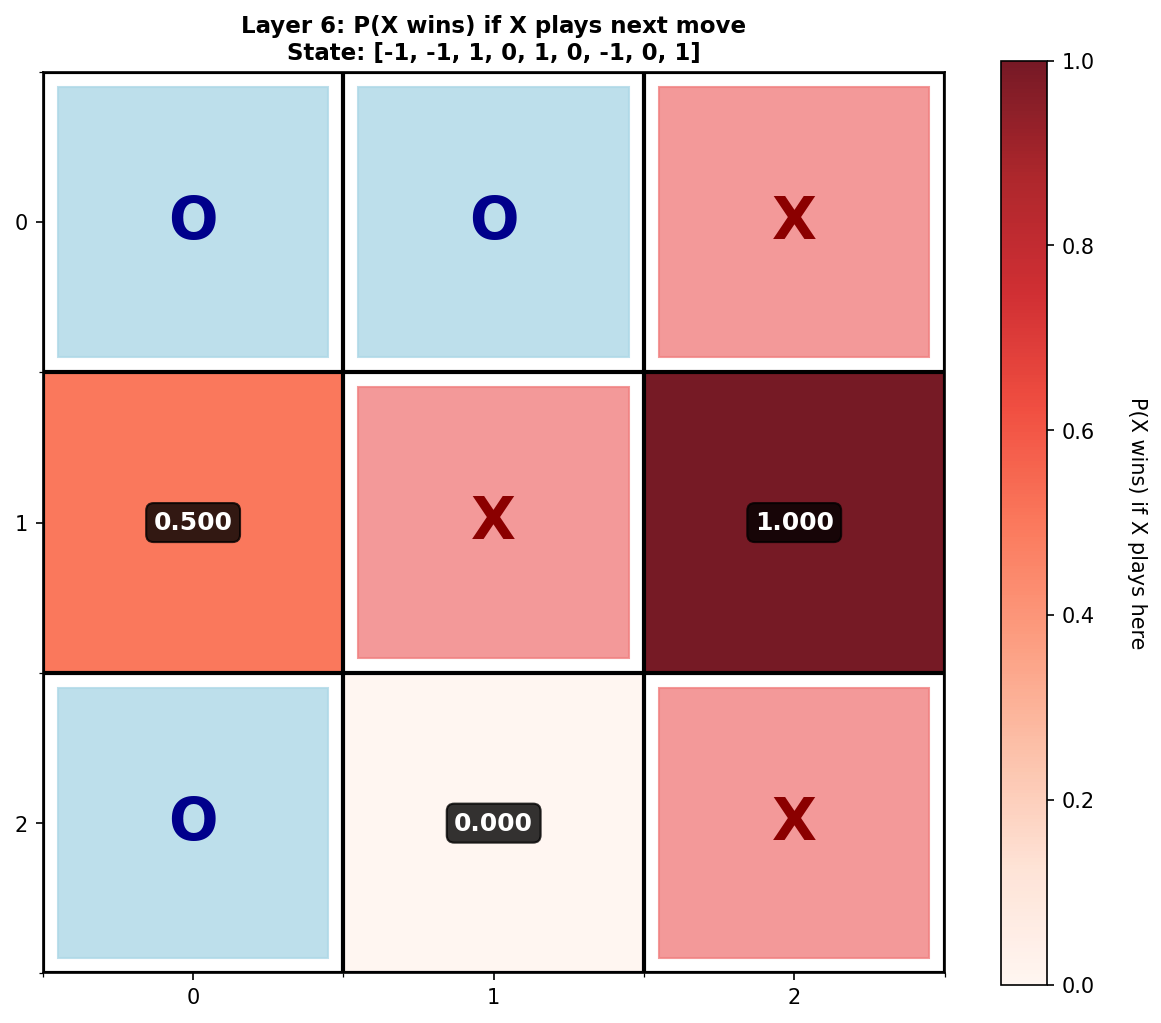 Layer 6: P(X wins) if X plays next move
State: [-1, -1, 1, 0, 1, 0, -1, 0, 1]
0
O
O
X
1
0.500
X
1.000
2
O
0.000
X
0
1
2
1.0
0.8
0.6
0.4
0.2
0.0
P(X wins) if X plays here